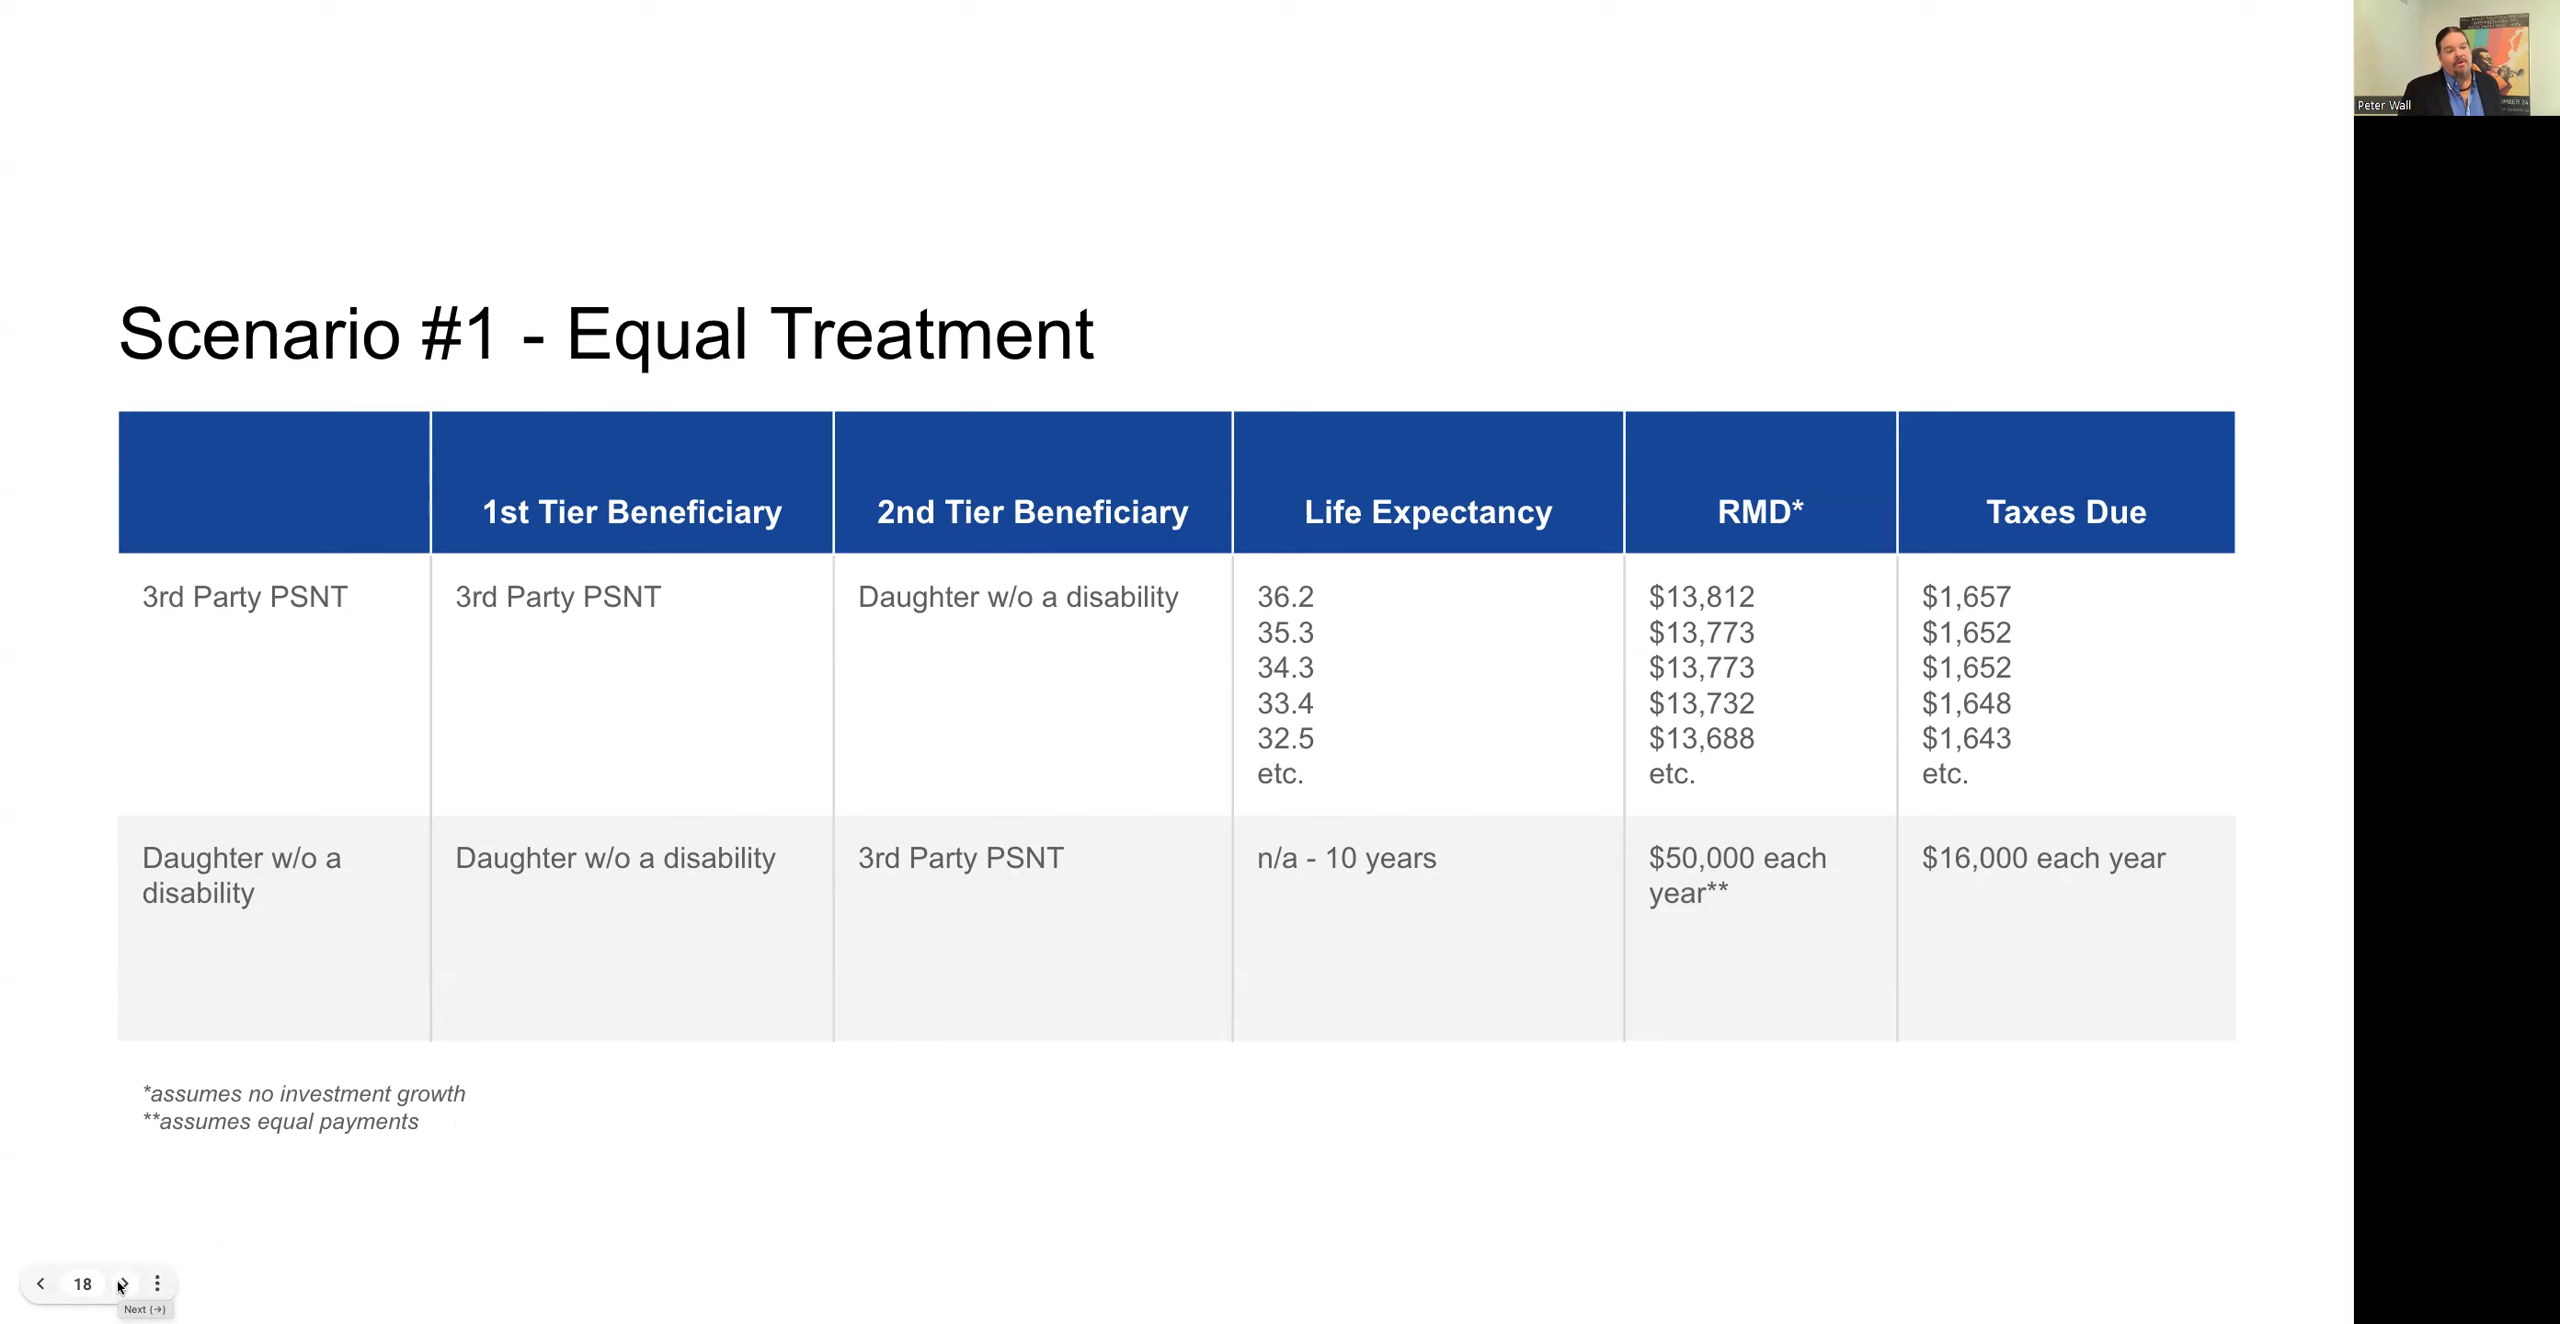 Peter Wall
Scenario #1 - Equal Treatment
1st Tier Beneficiary
2nd Tier Beneficiary
Life Expectancy
RMD*
Taxes Due
3rd Party PSNT
3rd Party PSNT
Daughter w/o a disability
36.2
35.3
34.3
33.4
32.5
etc.
$13,812
$13,773
$13,773
$13,732
$13,688
etc.
$1,657
$1,652
$1,652
$1,648
$1,643
etc.
Daughter w/o a
disability
Daughter w/o a disability
3rd Party PSNT
n/a - 10 years
$50,000 each
year**
$16,000 each year
*assumes no investment growth
**assumes equal payments
18
Next (→)